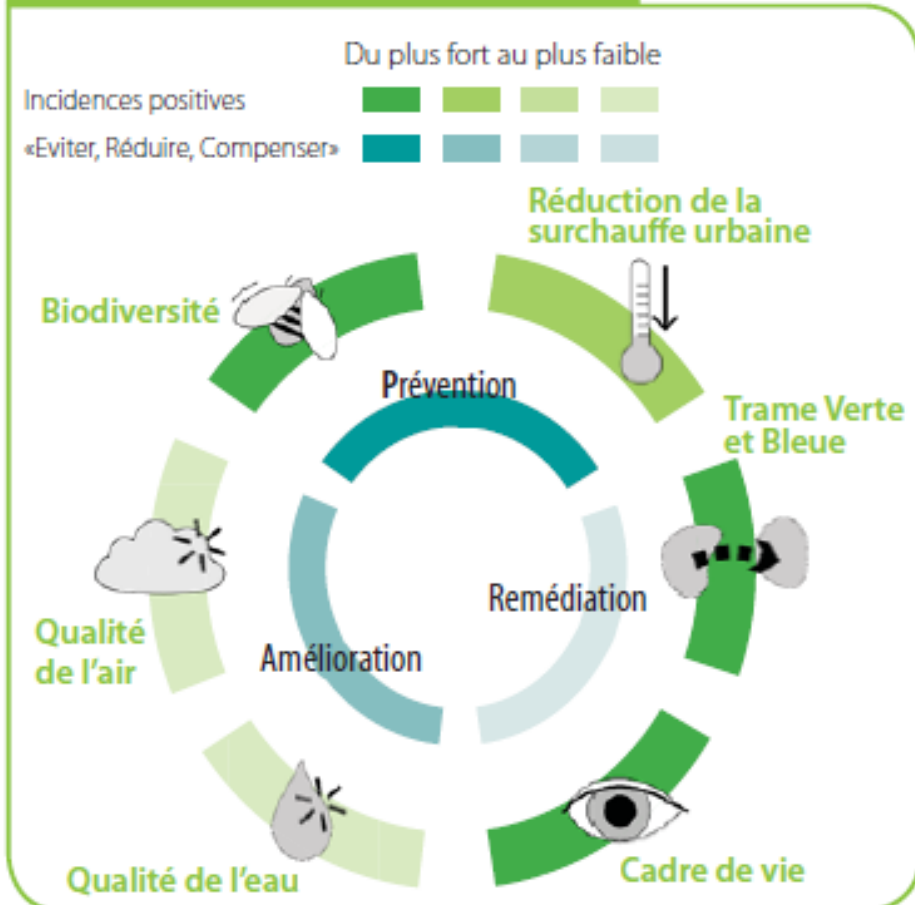 Du plus fort au plus faible
Incidences positives
«Eviter, Réduire, Compenser»
Réduction de la
surchauffe urbaine
Biodiversité
Prévention
Trame Verte
et Bleue
Remédiation
Qualité
de l'air
Amélioration
Cadre de vie
Qualité de l'eau